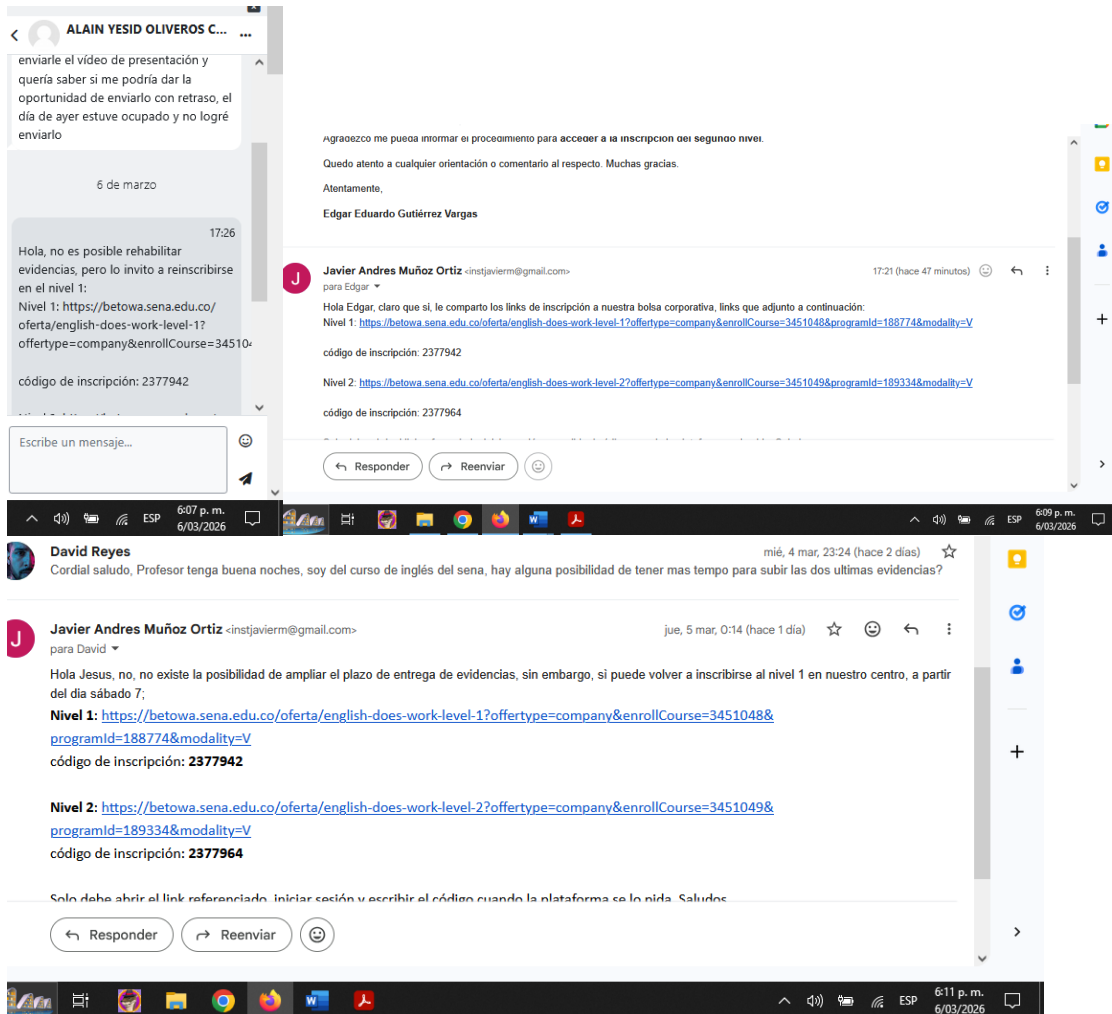 ALAIN YESID OLIVEROS C... ...
enviarle el vídeo de presentación y
quería saber si me podría dar la
oportunidad de enviarlo con retraso, el
día de ayer estuve ocupado y no logré
enviarlo
6 de marzo
17:26
Hola, no es posible rehabilitar
evidencias, pero lo invito a reinscribirse
en el nivel 1:
Nivel 1: https://betowa.sena.edu.co/
oferta/english-does-work-level-1?
offertype=company&enrollCourse=34510
código de inscripción: 2377942
Escribe un mensaje...
ESP
6:07 p. m.
6/03/2026
Agradezco me pueda informar el procedimiento para acceder a la inscripción del segundo nivel.
Quedo atento a cualquier orientación o comentario al respecto. Muchas gracias.
Atentamente,
Edgar Eduardo Gutiérrez Vargas
J
Javier Andres Muñoz Ortiz <instjavierm@gmail.com>
17:21 (hace 47 minutos)
para Edgar
Hola Edgar, claro que si, le comparto los links de inscripción a nuestra bolsa corporativa, links que adjunto a continuación:
Nivel 1: https://betowa.sena.edu.co/oferta/english-does-work-level-1?offertype=company&enrollCourse=3451048&programId=188774&modality=V
código de inscripción: 2377942
Nivel 2: https://betowa.sena.edu.co/oferta/english-does-work-level-2?offertype=company&enrollCourse=3451049&programId=189334&modality=V
código de inscripción: 2377964
Responder
Reenviar
ESP
6:09 p. m.
6/03/2026
David Reyes
mié, 4 mar, 23:24 (hace 2 días)
Cordial saludo, Profesor tenga buena noches, soy del curso de inglés del sena, hay alguna posibilidad de tener mas tempo para subir las dos ultimas evidencias?
J
Javier Andres Muñoz Ortiz <instjavierm@gmail.com>
jue, 5 mar, 0:14 (hace 1 día)
para David
Hola Jesus, no, no existe la posibilidad de ampliar el plazo de entrega de evidencias, sin embargo, si puede volver a inscribirse al nivel 1 en nuestro centro, a partir
del dia sábado 7;
Nivel 1: https://betowa.sena.edu.co/oferta/english-does-work-level-1?offertype=company&enrollCourse=3451048&
programId=188774&modality=V
código de inscripción: 2377942
Nivel 2: https://betowa.sena.edu.co/oferta/english-does-work-level-2?offertype=company&enrollCourse=3451049&
programId=189334&modality=V
código de inscripción: 2377964
Solo debe abrir el link referenciado, iniciar sesión y escribir el código cuando la plataforma se lo pida. Saludos
Responder
Reenviar
ESP
6:11 p. m.
6/03/2026